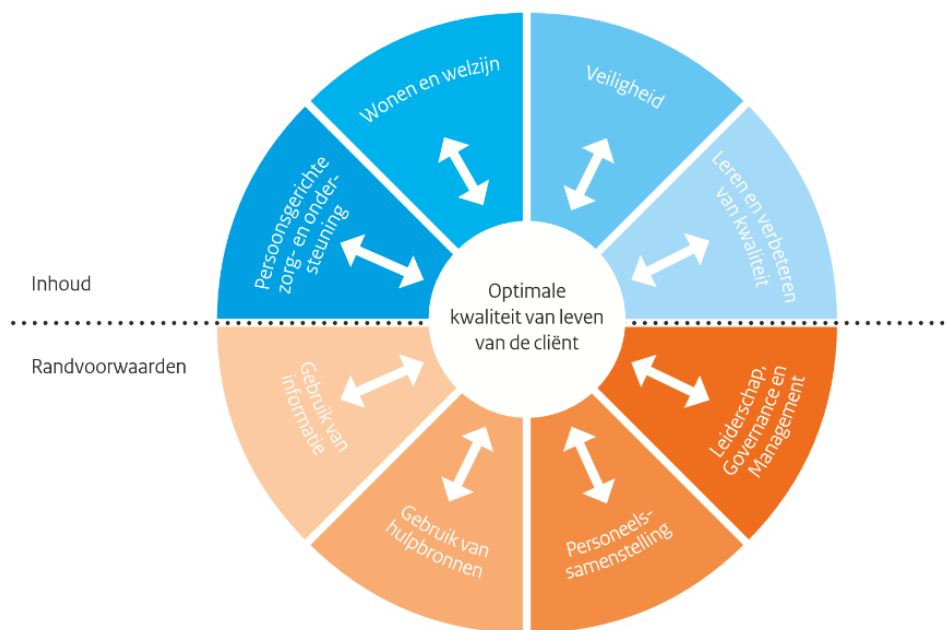 Wonen en welzijn
Veiligheid
Persoonsgerichte
zorg- en onder-
steuning
Leren en verbeteren
van kwaliteit
Inhoud
Optimale
kwaliteit van leven
van de cliënt
Randvoorwaarden
Gebruik van
informatie
Leiderschap,
Governance en
Management
Gebruik van
hulpbronnen
Personeels-
samenstelling